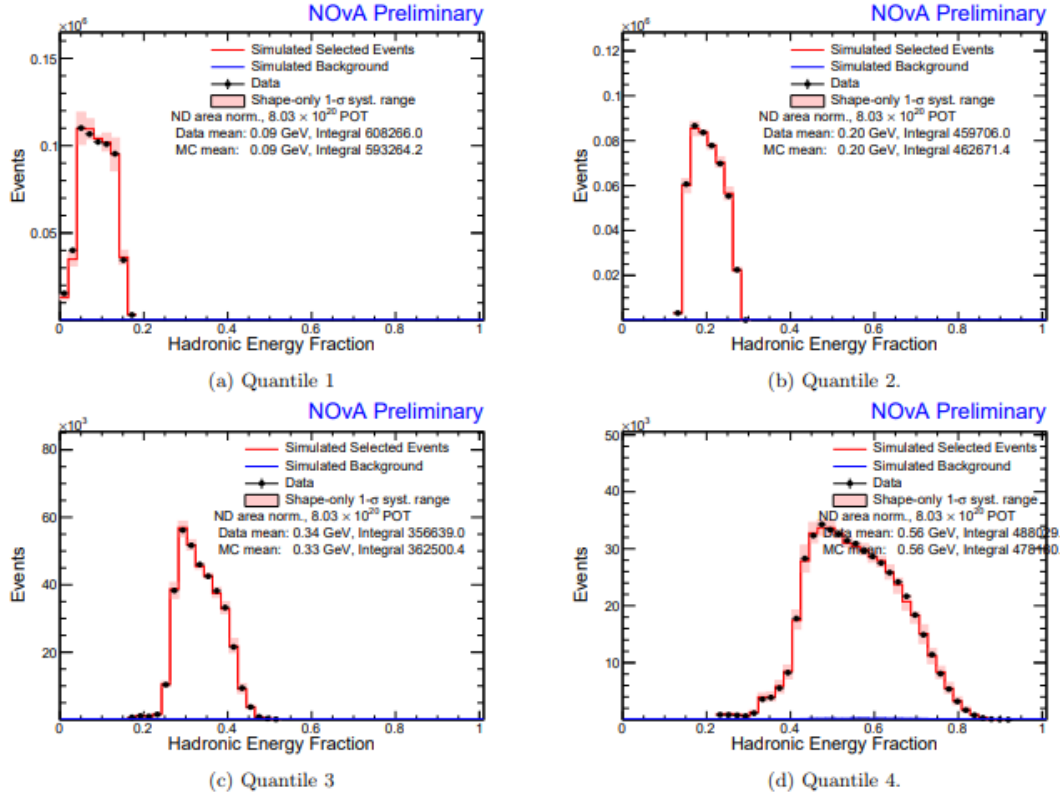 NOvA Preliminary
×10⁶
Simulated Selected Events
Simulated Background
Data
Shape-only 1-σ syst. range
ND area norm., 8.03 × 10²⁰ POT
Data mean: 0.09 GeV, Integral 608266.0
MC mean: 0.09 GeV, Integral 593264.2
0.15
0.1
0.05
Events
0 0.2 0.4 0.6 0.8 1
Hadronic Energy Fraction
(a) Quantile 1
NOvA Preliminary
×10⁶
Simulated Selected Events
Simulated Background
Data
Shape-only 1-σ syst. range
ND area norm., 8.03 × 10²⁰ POT
Data mean: 0.20 GeV, Integral 459706.0
MC mean: 0.20 GeV, Integral 462671.4
0.12
0.1
0.08
0.06
0.04
0.02
Events
0 0.2 0.4 0.6 0.8 1
Hadronic Energy Fraction
(b) Quantile 2.
NOvA Preliminary
×10³
Simulated Selected Events
Simulated Background
Data
Shape-only 1-σ syst. range
ND area norm., 8.03 × 10²⁰ POT
Data mean: 0.34 GeV, Integral 356639.0
MC mean: 0.33 GeV, Integral 362500.4
80
60
40
20
Events
0 0.2 0.4 0.6 0.8 1
Hadronic Energy Fraction
(c) Quantile 3
NOvA Preliminary
×10³
Simulated Selected Events
Simulated Background
Data
Shape-only 1-σ syst. range
ND area norm., 8.03 × 10²⁰ POT
Data mean: 0.56 GeV, Integral 488029.
MC mean: 0.56 GeV, Integral
50
40
30
20
10
Events
0 0.2 0.4 0.6 0.8 1
Hadronic Energy Fraction
(d) Quantile 4.